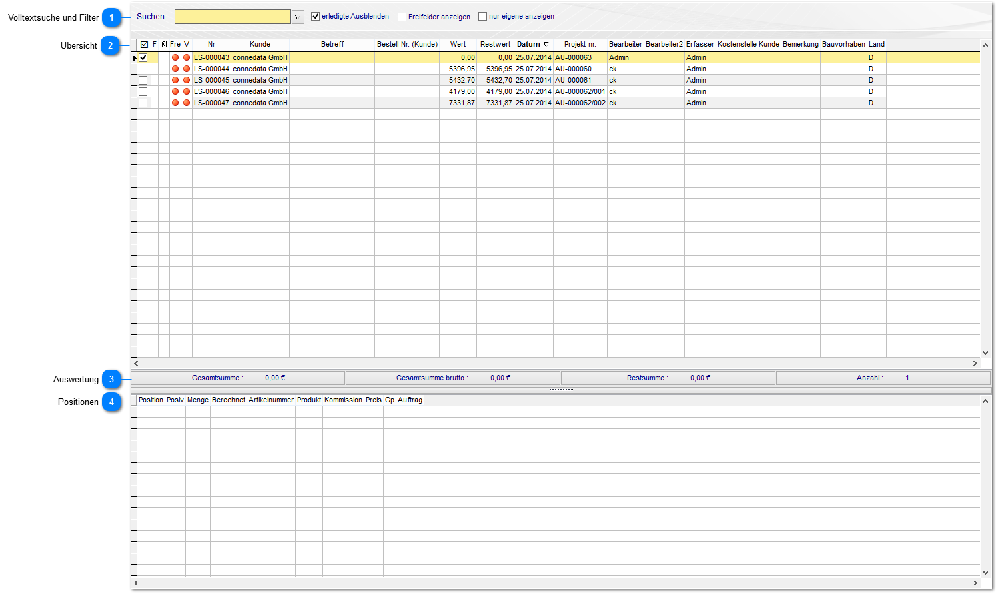 Volltextsuche und Filter 1 Suchen: erledigte Ausblenden Freifelder anzeigen nur eigene anzeigen
Übersicht 2 F Fre V Nr Kunde Betreff Bestell-Nr. (Kunde) Wert Restwert Datum Projekt-nr. Bearbeiter Bearbeiter2 Erfasser Kostenstelle Kunde Bemerkung Bauvorhaben Land
_ LS-000043 connedata GmbH 0,00 0,00 25.07.2014 AU-000063 Admin Admin D
LS-000044 connedata GmbH 5396,95 5396,95 25.07.2014 AU-000060 ck Admin D
LS-000045 connedata GmbH 5432,70 5432,70 25.07.2014 AU-000061 ck Admin D
LS-000046 connedata GmbH 4179,00 4179,00 25.07.2014 AU-000062/001 ck Admin D
LS-000047 connedata GmbH 7331,87 7331,87 25.07.2014 AU-000062/002 ck Admin D
Auswertung 3 Gesamtsumme : 0,00 € Gesamtsumme brutto : 0,00 € Restsumme : 0,00 € Anzahl : 1
Positionen 4 Position Poslv Menge Berechnet Artikelnummer Produkt Kommission Preis Gp Auftrag